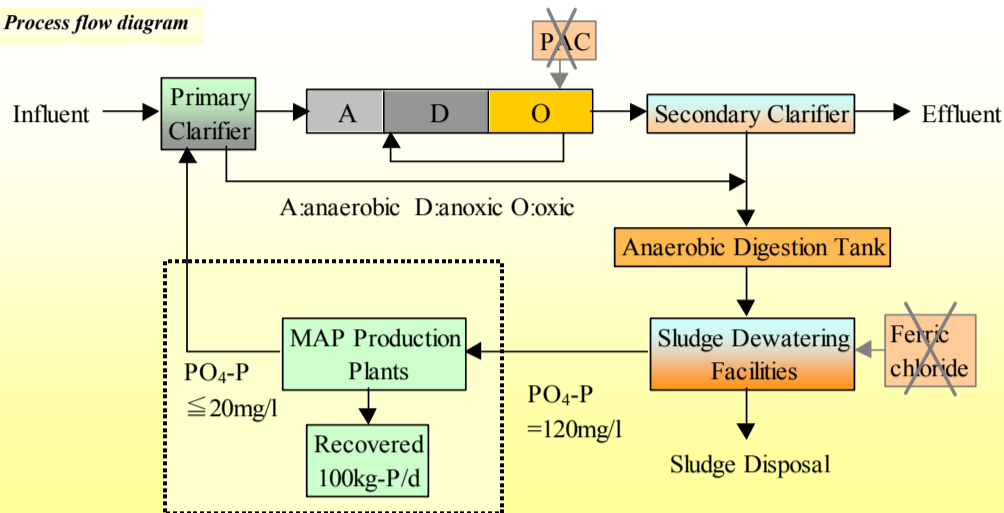 Process flow diagram
PAC
Influent
Primary
Clarifier
A
D
O
Secondary Clarifier
Effluent
A:anaerobic D:anoxic O:oxic
Anaerobic Digestion Tank
MAP Production
Plants
Sludge Dewatering
Facilities
Ferric
chloride
PO₄-P
≦20mg/l
PO₄-P
=120mg/l
Recovered
100kg-P/d
Sludge Disposal